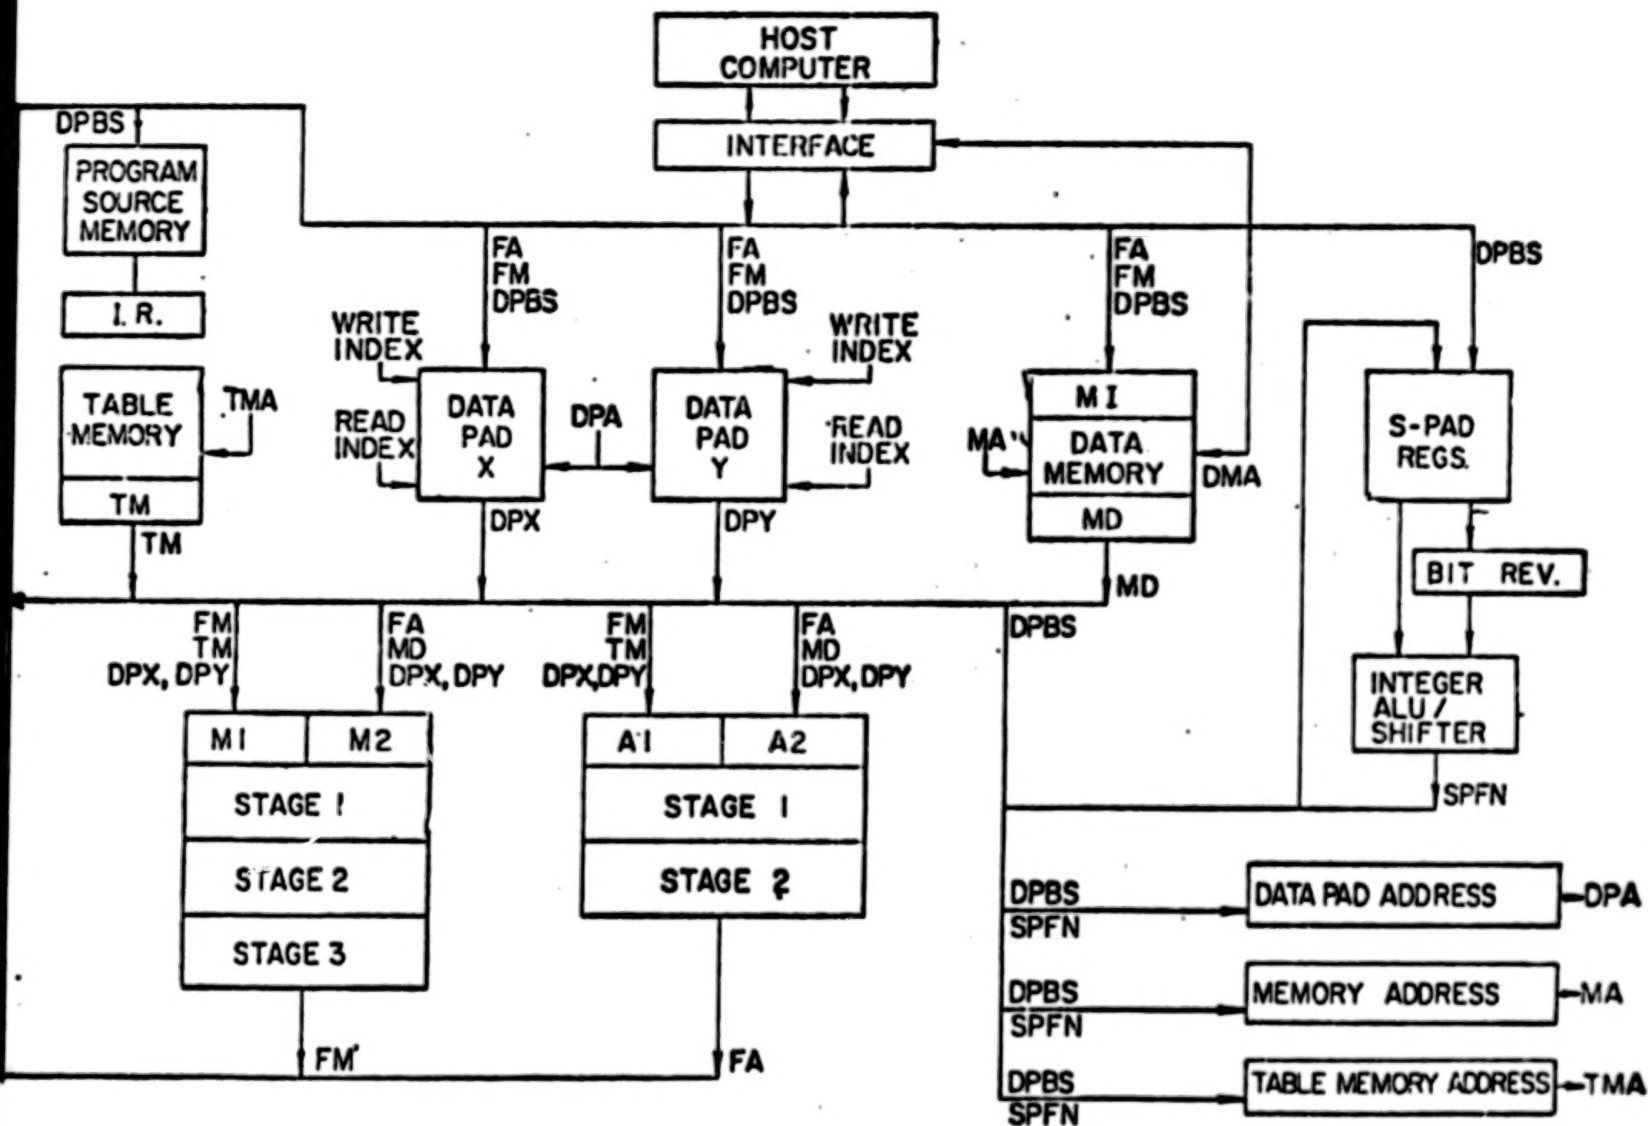 HOST
COMPUTER
INTERFACE
DPBS
PROGRAM
SOURCE
MEMORY
I. R.
TABLE
MEMORY
TM
TMA
TM
FA
FM
DPBS
WRITE
INDEX
READ
INDEX
DATA
PAD
X
DPX
DPA
FA
FM
DPBS
DATA
PAD
Y
DPY
WRITE
INDEX
READ
INDEX
FA
FM
DPBS
MA
MI
DATA
MEMORY
MD
MD
DMA
DPBS
S-PAD
REGS.
BIT REV.
INTEGER
ALU /
SHIFTER
SPFN
FM
TM
DPX, DPY
FA
MD
DPX, DPY
M1 M2
STAGE 1
STAGE 2
STAGE 3
FM
FM
TM
DPX,DPY
FA
MD
DPX, DPY
A1 A2
STAGE 1
STAGE 2
FA
DPBS
DPBS
SPFN
DATA PAD ADDRESS
DPA
DPBS
SPFN
MEMORY ADDRESS
MA
DPBS
SPFN
TABLE MEMORY ADDRESS
TMA